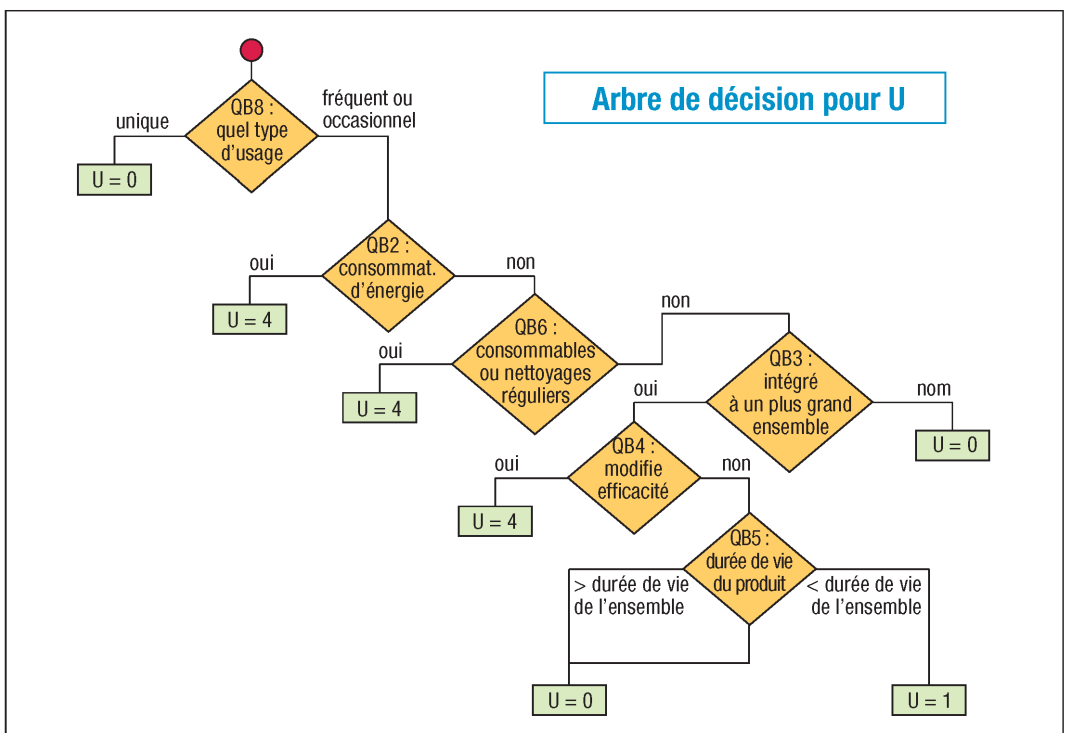 Arbre de décision pour U
QB8 :
quel type
d'usage
unique
fréquent ou
occasionnel
U = 0
QB2 :
consommat.
d'énergie
oui
non
U = 4
QB6 :
consommables
ou nettoyages
réguliers
oui
non
U = 4
QB3 :
intégré
à un plus grand
ensemble
oui
nom
U = 0
QB4 :
modifie
efficacité
oui
non
U = 4
QB5 :
durée de vie
du produit
> durée de vie
de l'ensemble
< durée de vie
de l'ensemble
U = 0
U = 1